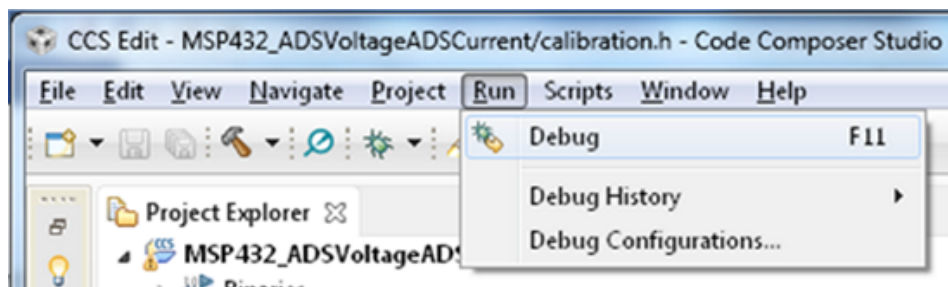 CCS Edit - MSP432_ADSVoltageADSCurrent/calibration.h - Code Composer Studio
File Edit View Navigate Project Run Scripts Window Help
Debug F11
Debug History
Debug Configurations...
Project Explorer
CCS
MSP432_ADSVoltageADS